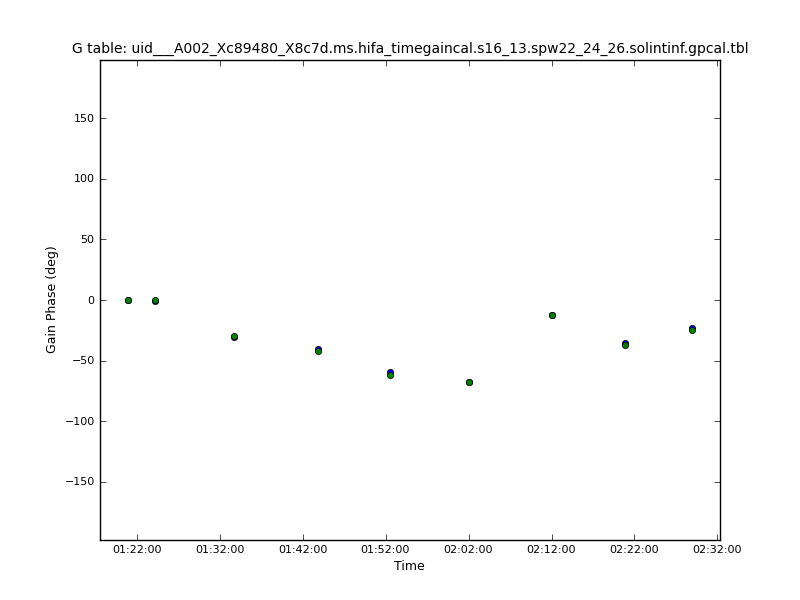 G table: uid___A002_Xc89480_X8c7d.ms.hifa_timegaincal.s16_13.spw22_24_26.solintinf.gpcal.tbl
150
100
50
0
−50
−100
−150
Gain Phase (deg)
01:22:00 01:32:00 01:42:00 01:52:00 02:02:00 02:12:00 02:22:00 02:32:00
Time